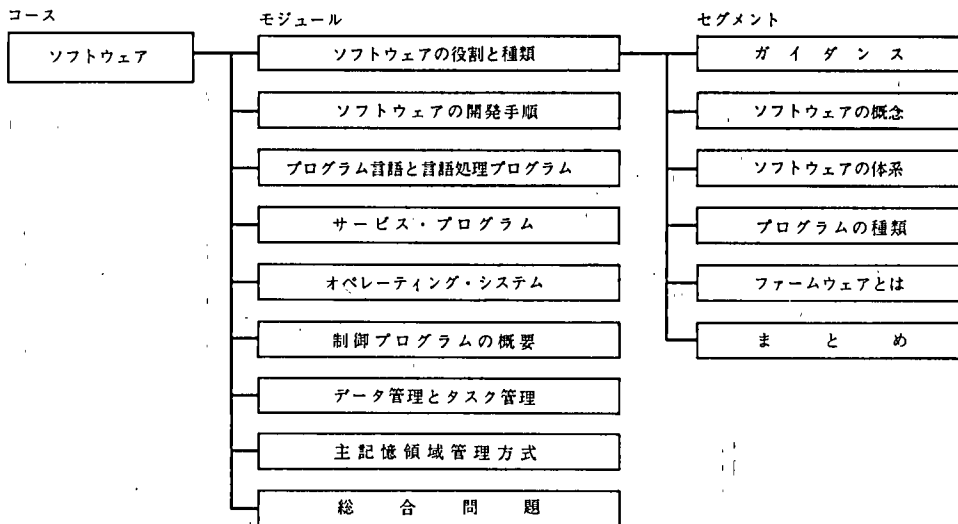 コース
ソフトウェア
モジュール
ソフトウェアの役割と種類
ソフトウェアの開発手順
プログラム言語と言語処理プログラム
サービス・プログラム
オペレーティング・システム
制御プログラムの概要
データ管理とタスク管理
主記憶領域管理方式
総合問題
セグメント
ガイダンス
ソフトウェアの概念
ソフトウェアの体系
プログラムの種類
ファームウェアとは
まとめ